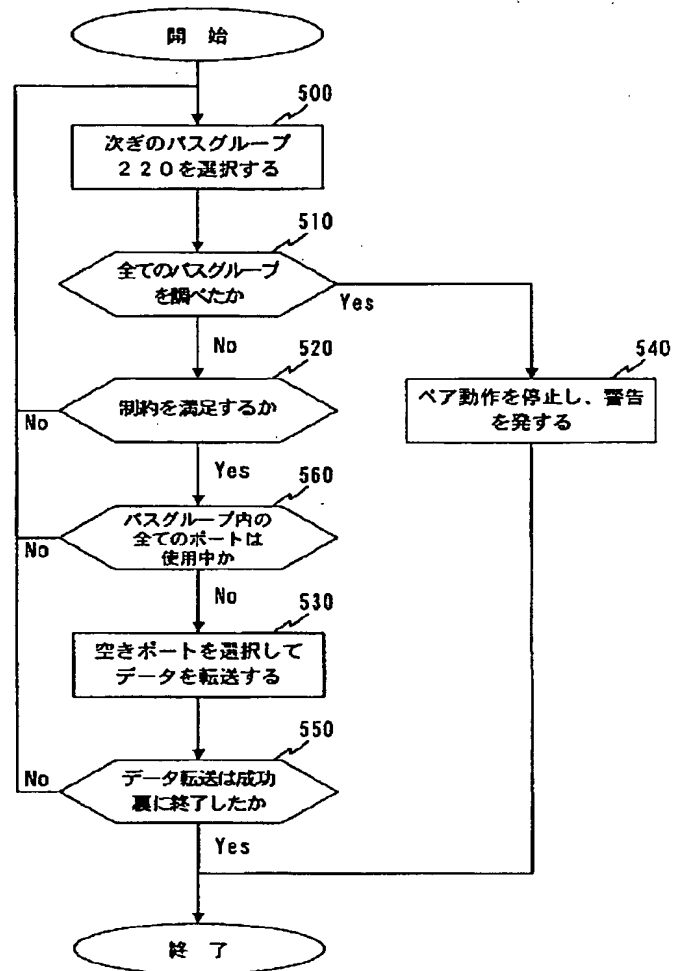 開 始
500
次ぎのパスグループ
220を選択する
510
全てのパスグループ
を調べたか
Yes
No
520
制約を満足するか
No
Yes
540
ペア動作を停止し、警告
を発する
560
パスグループ内の
全てのポートは
使用中か
No
No
530
空きポートを選択して
データを転送する
550
データ転送は成功
裏に終了したか
No
Yes
終 了